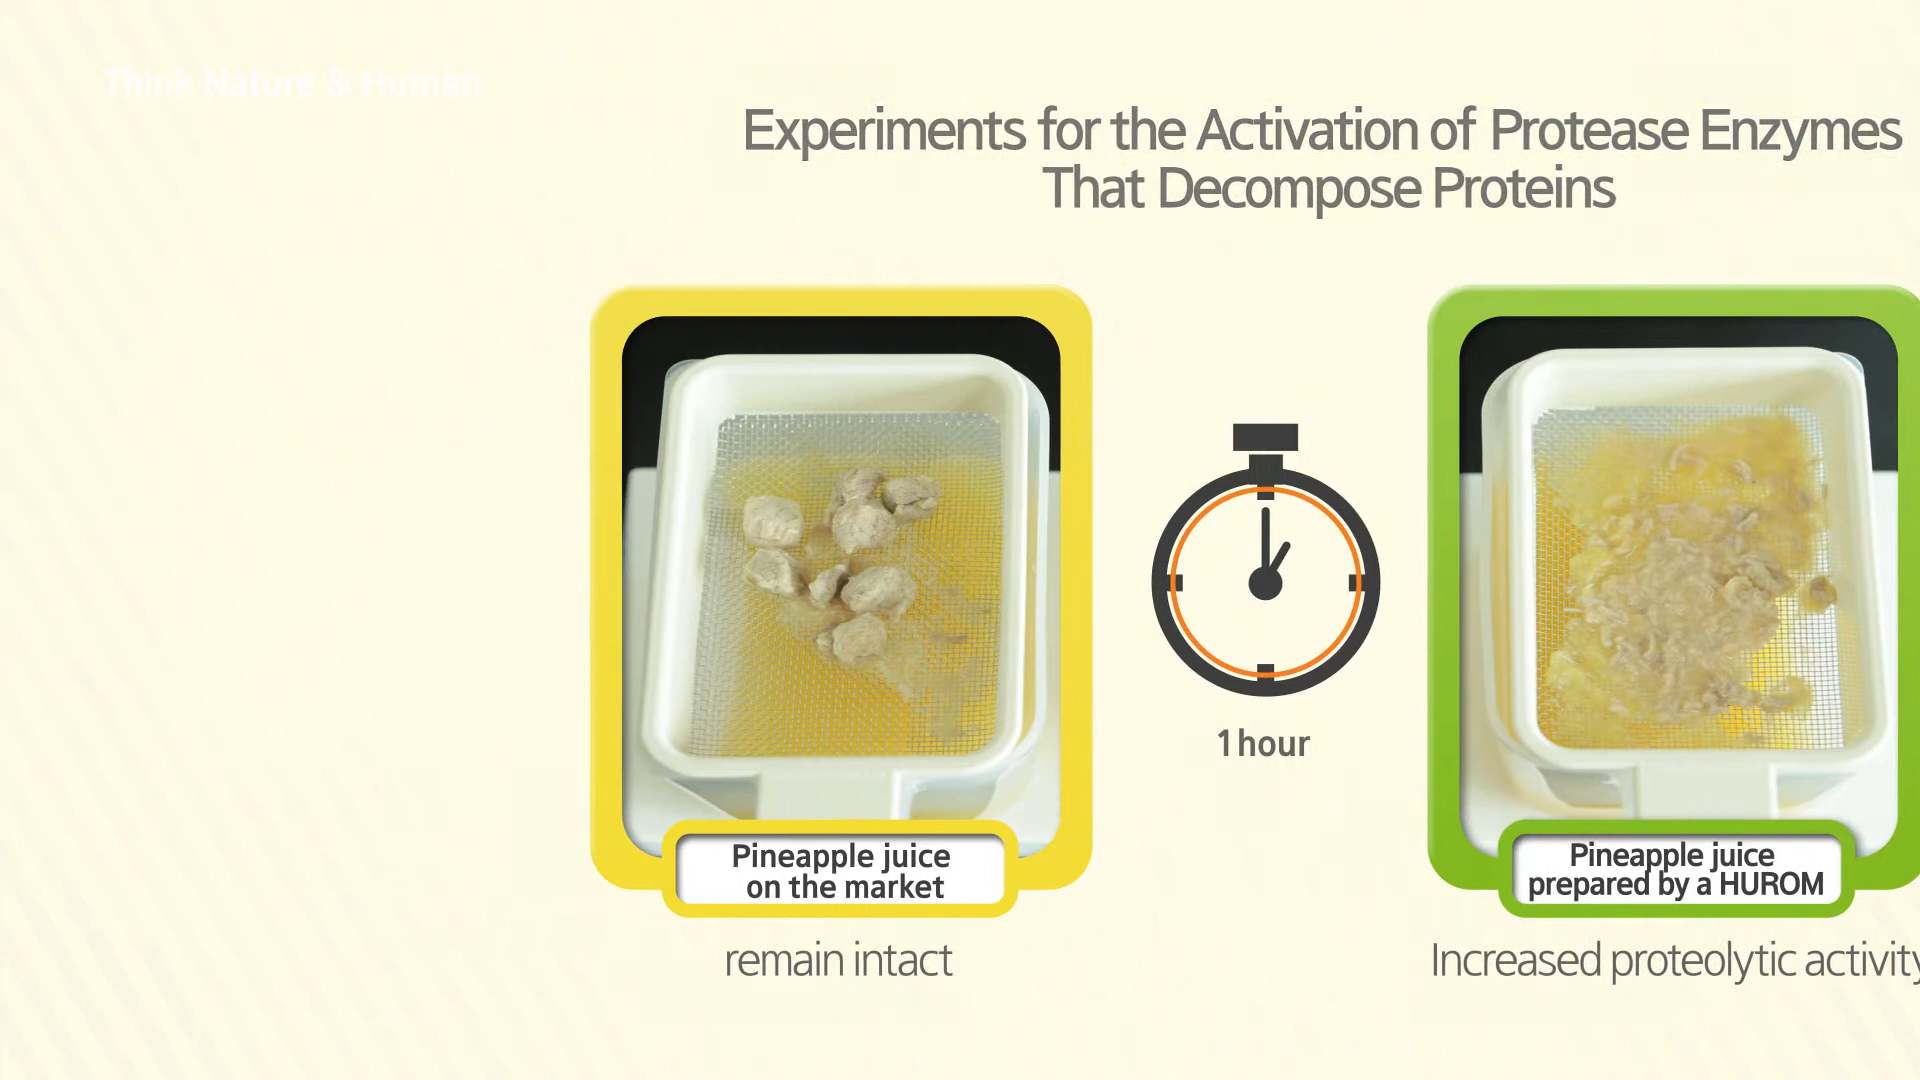 Think Nature & Human
Experiments for the Activation of Protease Enzymes
That Decompose Proteins
1 hour
Pineapple juice
on the market
Pineapple juice
prepared by a HUROM
remain intact
Increased proteolytic activity